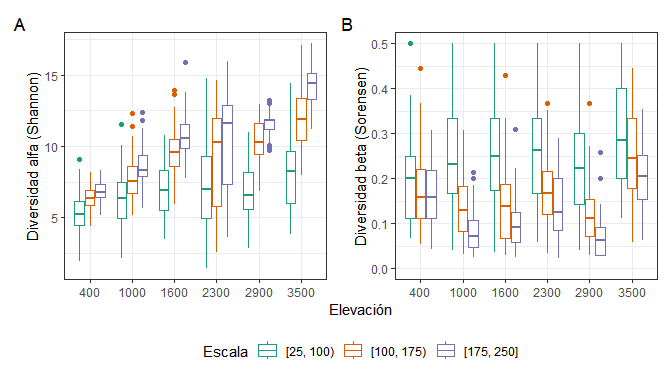 A
B
Diversidad alfa (Shannon)
15
10
5
400 1000 1600 2300 2900 3500
Diversidad beta (Sorensen)
0.5
0.4
0.3
0.2
0.1
0.0
400 1000 1600 2300 2900 3500
Elevación
Escala [25, 100) [100, 175) [175, 250]